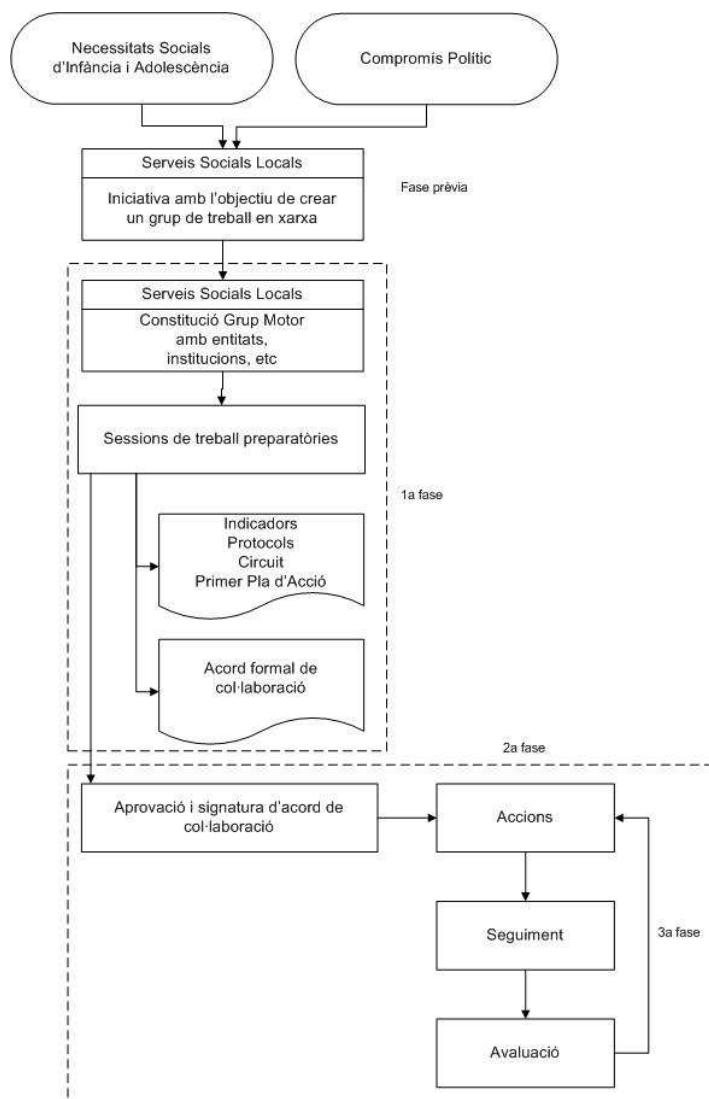 Necessitats Socials
d'Infància i Adolescència
Compromís Polític
Serveis Socials Locals
Iniciativa amb l'objectiu de crear
un grup de treball en xarxa
Fase prèvia
Serveis Socials Locals
Constitució Grup Motor
amb entitats,
institucions, etc
Sessions de treball preparatòries
1a fase
Indicadors
Protocols
Circuit
Primer Pla d'Acció
Acord formal de
col·laboració
2a fase
Aprovació i signatura d'acord de
col·laboració
Accions
Seguiment
3a fase
Avaluació